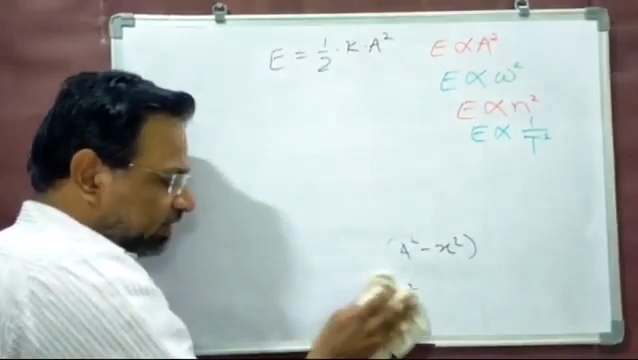 E = 1/2 · K · A²
E ∝ A²
E ∝ ω²
E ∝ n²
E ∝ 1/T²
(A² - x²)